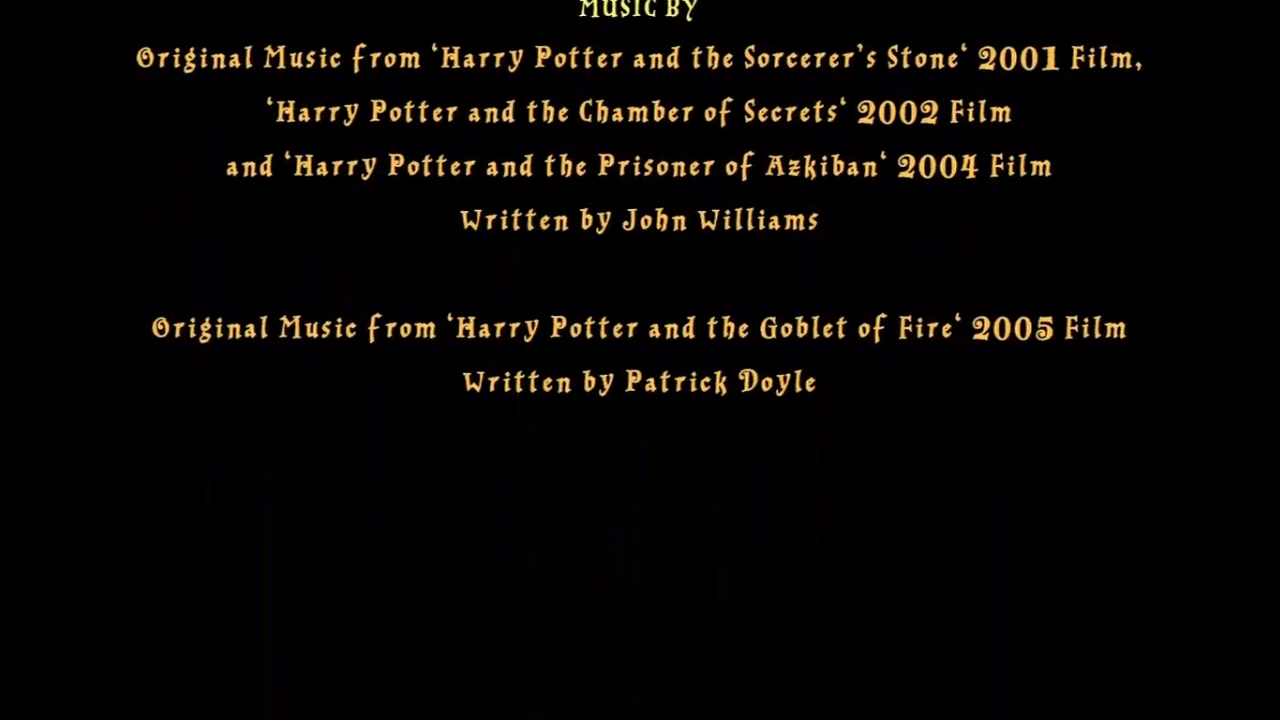 MUSIC BY
Original Music from ‘Harry Potter and the Sorcerer’s Stone‘ 2001 Film,
‘Harry Potter and the Chamber of Secrets‘ 2002 Film
and ‘Harry Potter and the Prisoner of Azkiban‘ 2004 Film
Written by John Williams
Original Music from ‘Harry Potter and the Goblet of Fire‘ 2005 Film
Written by Patrick Doyle